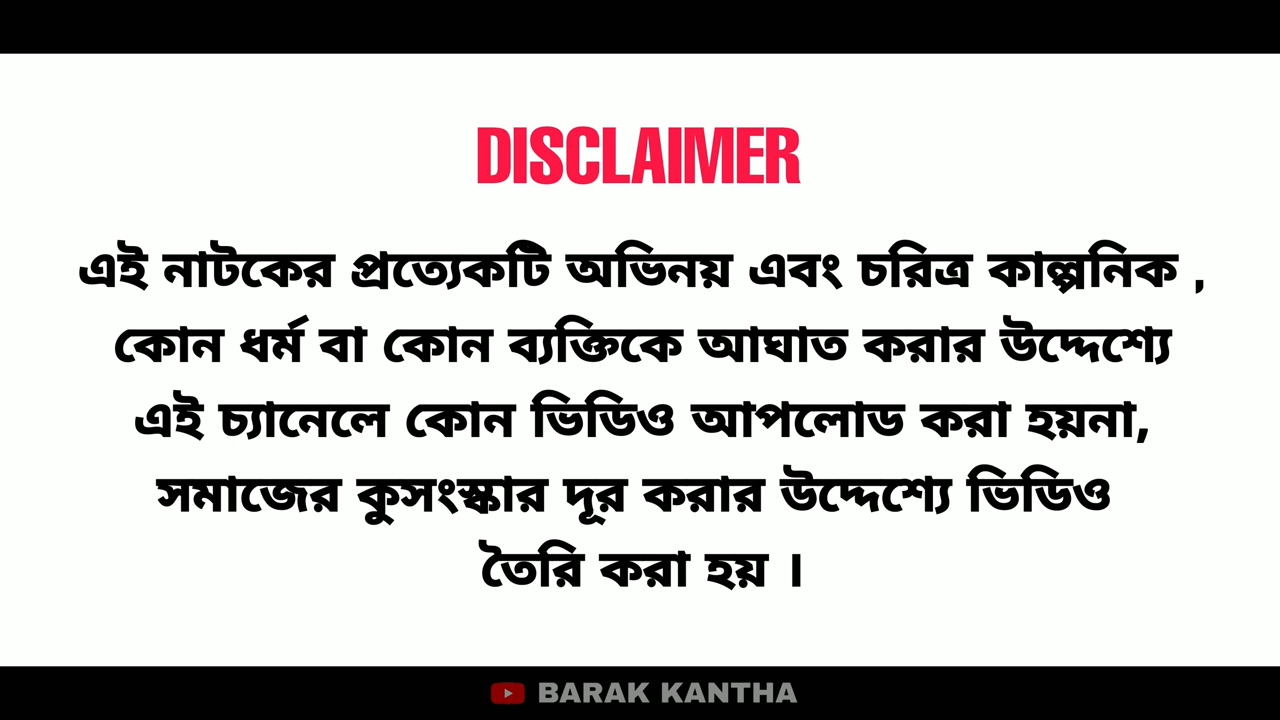 DISCLAIMER
এই নাটকের প্রত্যেকটি অভিনয় এবং চরিত্র কাল্পনিক ,
কোন ধর্ম বা কোন ব্যক্তিকে আঘাত করার উদ্দেশ্যে
এই চ্যানেলে কোন ভিডিও আপলোড করা হয়না,
সমাজের কুসংস্কার দূর করার উদ্দেশ্যে ভিডিও
তৈরি করা হয় ।
BARAK KANTHA